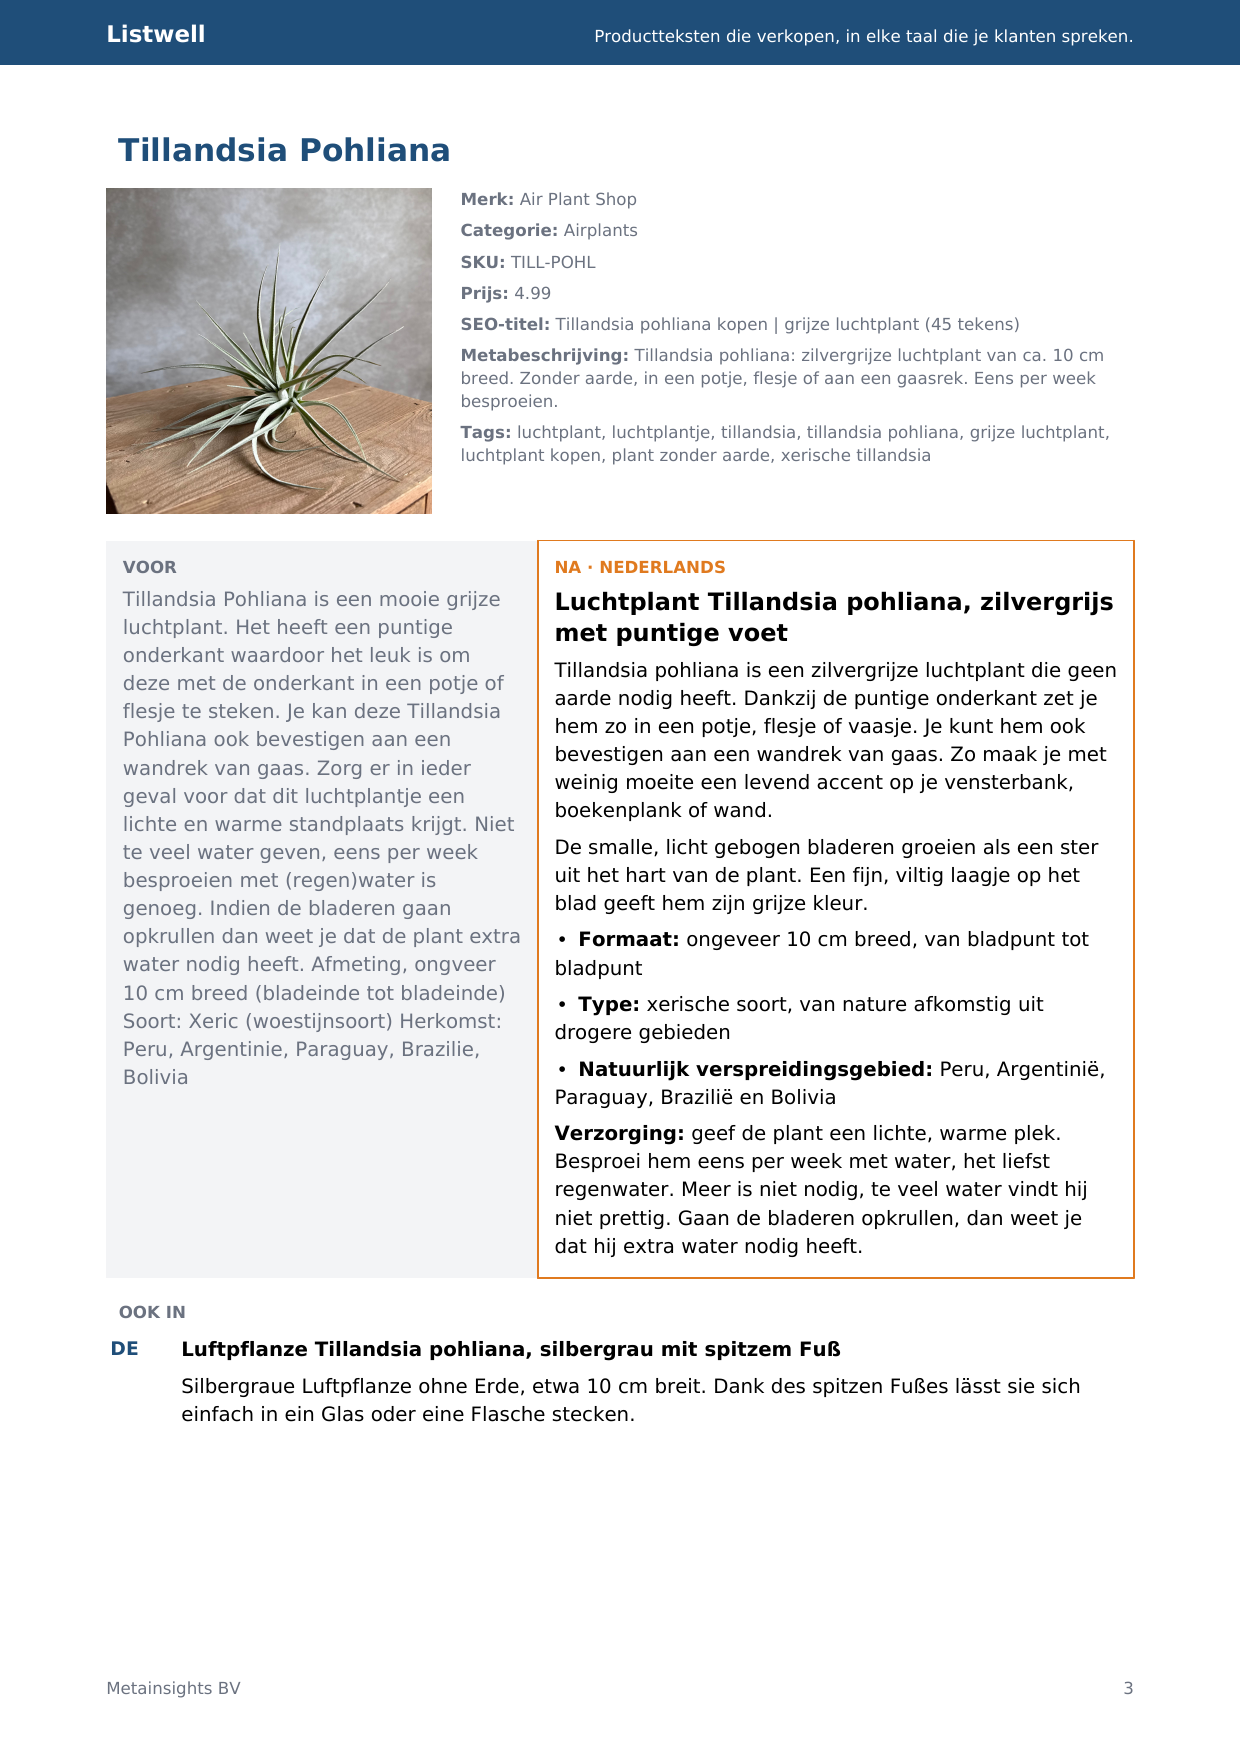 Listwell
Productteksten die verkopen, in elke taal die je klanten spreken.
Tillandsia Pohliana
Merk: Air Plant Shop
Categorie: Airplants
SKU: TILL-POHL
Prijs: 4.99
SEO-titel: Tillandsia pohliana kopen | grijze luchtplant (45 tekens)
Metabeschrijving: Tillandsia pohliana: zilvergrijze luchtplant van ca. 10 cm
breed. Zonder aarde, in een potje, flesje of aan een gaasrek. Eens per week
besproeien.
Tags: luchtplant, luchtplantje, tillandsia, tillandsia pohliana, grijze luchtplant,
luchtplant kopen, plant zonder aarde, xerische tillandsia
VOOR
Tillandsia Pohliana is een mooie grijze
luchtplant. Het heeft een puntige
onderkant waardoor het leuk is om
deze met de onderkant in een potje of
flesje te steken. Je kan deze Tillandsia
Pohliana ook bevestigen aan een
wandrek van gaas. Zorg er in ieder
geval voor dat dit luchtplantje een
lichte en warme standplaats krijgt. Niet
te veel water geven, eens per week
besproeien met (regen)water is
genoeg. Indien de bladeren gaan
opkrullen dan weet je dat de plant extra
water nodig heeft. Afmeting, ongveer
10 cm breed (bladeinde tot bladeinde)
Soort: Xeric (woestijnsoort) Herkomst:
Peru, Argentinie, Paraguay, Brazilie,
Bolivia
NA · NEDERLANDS
Luchtplant Tillandsia pohliana, zilvergrijs
met puntige voet
Tillandsia pohliana is een zilvergrijze luchtplant die geen
aarde nodig heeft. Dankzij de puntige onderkant zet je
hem zo in een potje, flesje of vaasje. Je kunt hem ook
bevestigen aan een wandrek van gaas. Zo maak je met
weinig moeite een levend accent op je vensterbank,
boekenplank of wand.
De smalle, licht gebogen bladeren groeien als een ster
uit het hart van de plant. Een fijn, viltig laagje op het
blad geeft hem zijn grijze kleur.
• Formaat: ongeveer 10 cm breed, van bladpunt tot
bladpunt
• Type: xerische soort, van nature afkomstig uit
drogere gebieden
• Natuurlijk verspreidingsgebied: Peru, Argentinië,
Paraguay, Brazilië en Bolivia
Verzorging: geef de plant een lichte, warme plek.
Besproei hem eens per week met water, het liefst
regenwater. Meer is niet nodig, te veel water vindt hij
niet prettig. Gaan de bladeren opkrullen, dan weet je
dat hij extra water nodig heeft.
OOK IN
DE
Luftpflanze Tillandsia pohliana, silbergrau mit spitzem Fuß
Silbergraue Luftpflanze ohne Erde, etwa 10 cm breit. Dank des spitzen Fußes lässt sie sich
einfach in ein Glas oder eine Flasche stecken.
Metainsights BV
3